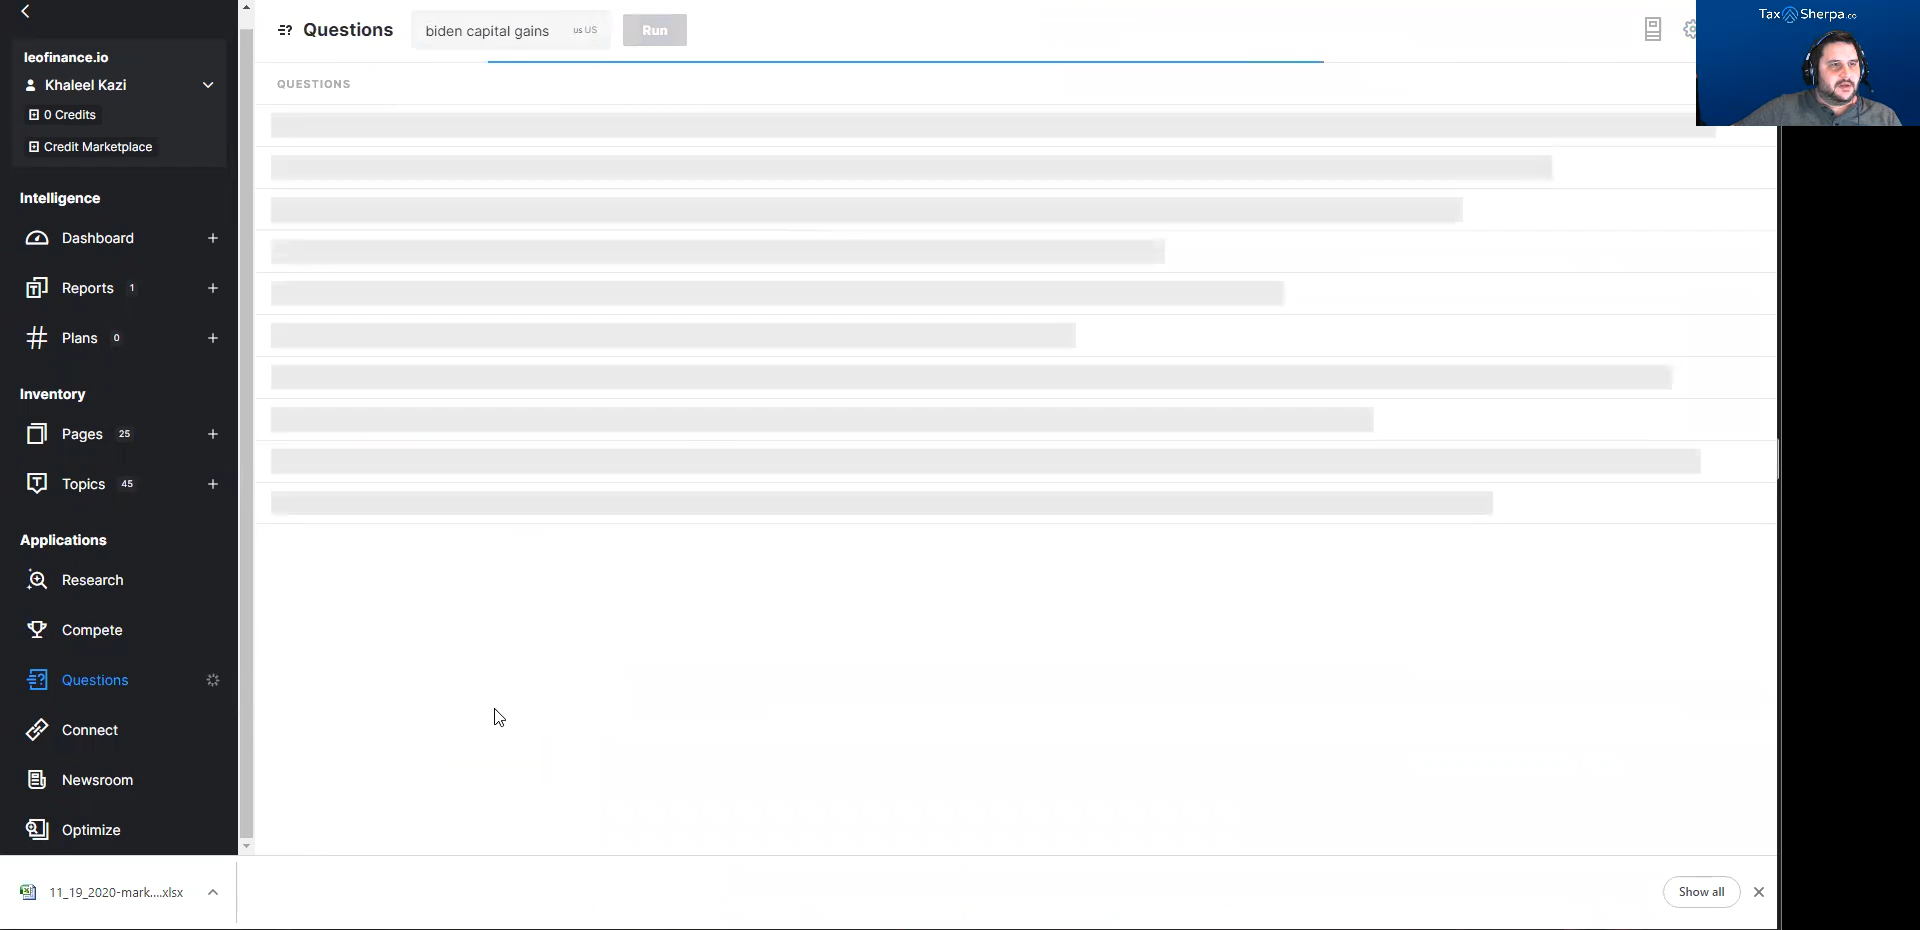 Questions
biden capital gains
us US
Run
Tax Sherpa.co
leofinance.io
Khaleel Kazi
0 Credits
Credit Marketplace
QUESTIONS
Intelligence
Dashboard +
Reports 1 +
Plans 0 +
Inventory
Pages 25 +
Topics 45 +
Applications
Research
Compete
Questions
Connect
Newsroom
Optimize
11_19_2020-mark....xlsx
Show all